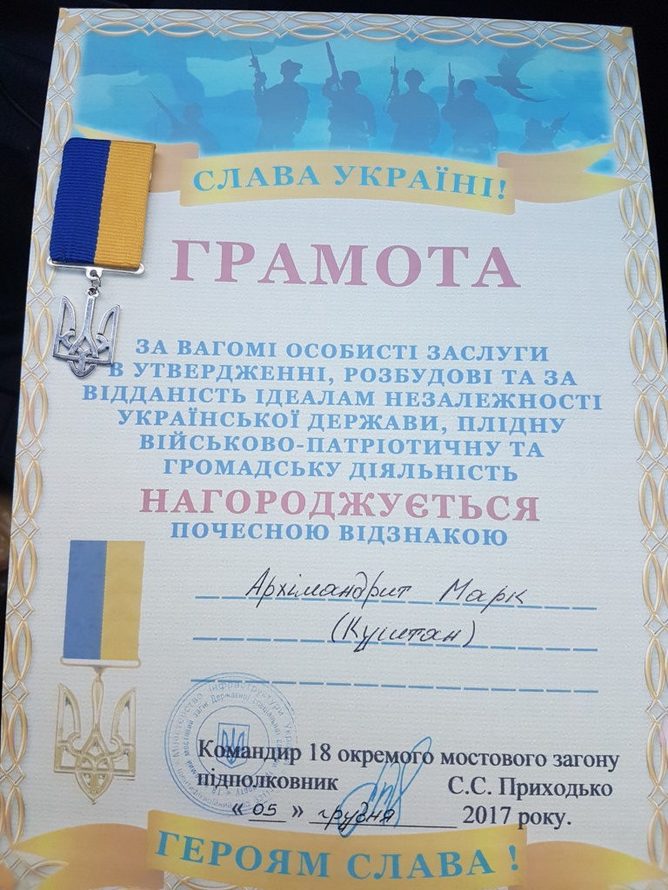 СЛАВА УКРАЇНІ!
ГРАМОТА
ЗА ВАГОМІ ОСОБИСТІ ЗАСЛУГИ
В УТВЕРДЖЕННІ, РОЗБУДОВІ ТА ЗА
ВІДДАНІСТЬ ІДЕАЛАМ НЕЗАЛЕЖНОСТІ
УКРАЇНСЬКОЇ ДЕРЖАВИ, ПЛІДНУ
ВІЙСЬКОВО-ПАТРІОТИЧНУ ТА
ГРОМАДСЬКУ ДІЯЛЬНІСТЬ
НАГОРОДЖУЄТЬСЯ
ПОЧЕСНОЮ ВІДЗНАКОЮ
Архімандрит Марк
(Куштан)
Командир 18 окремого мостового загону
підполковник С.С. Приходько
« 05 » грудня 2017 року.
ГЕРОЯМ СЛАВА !